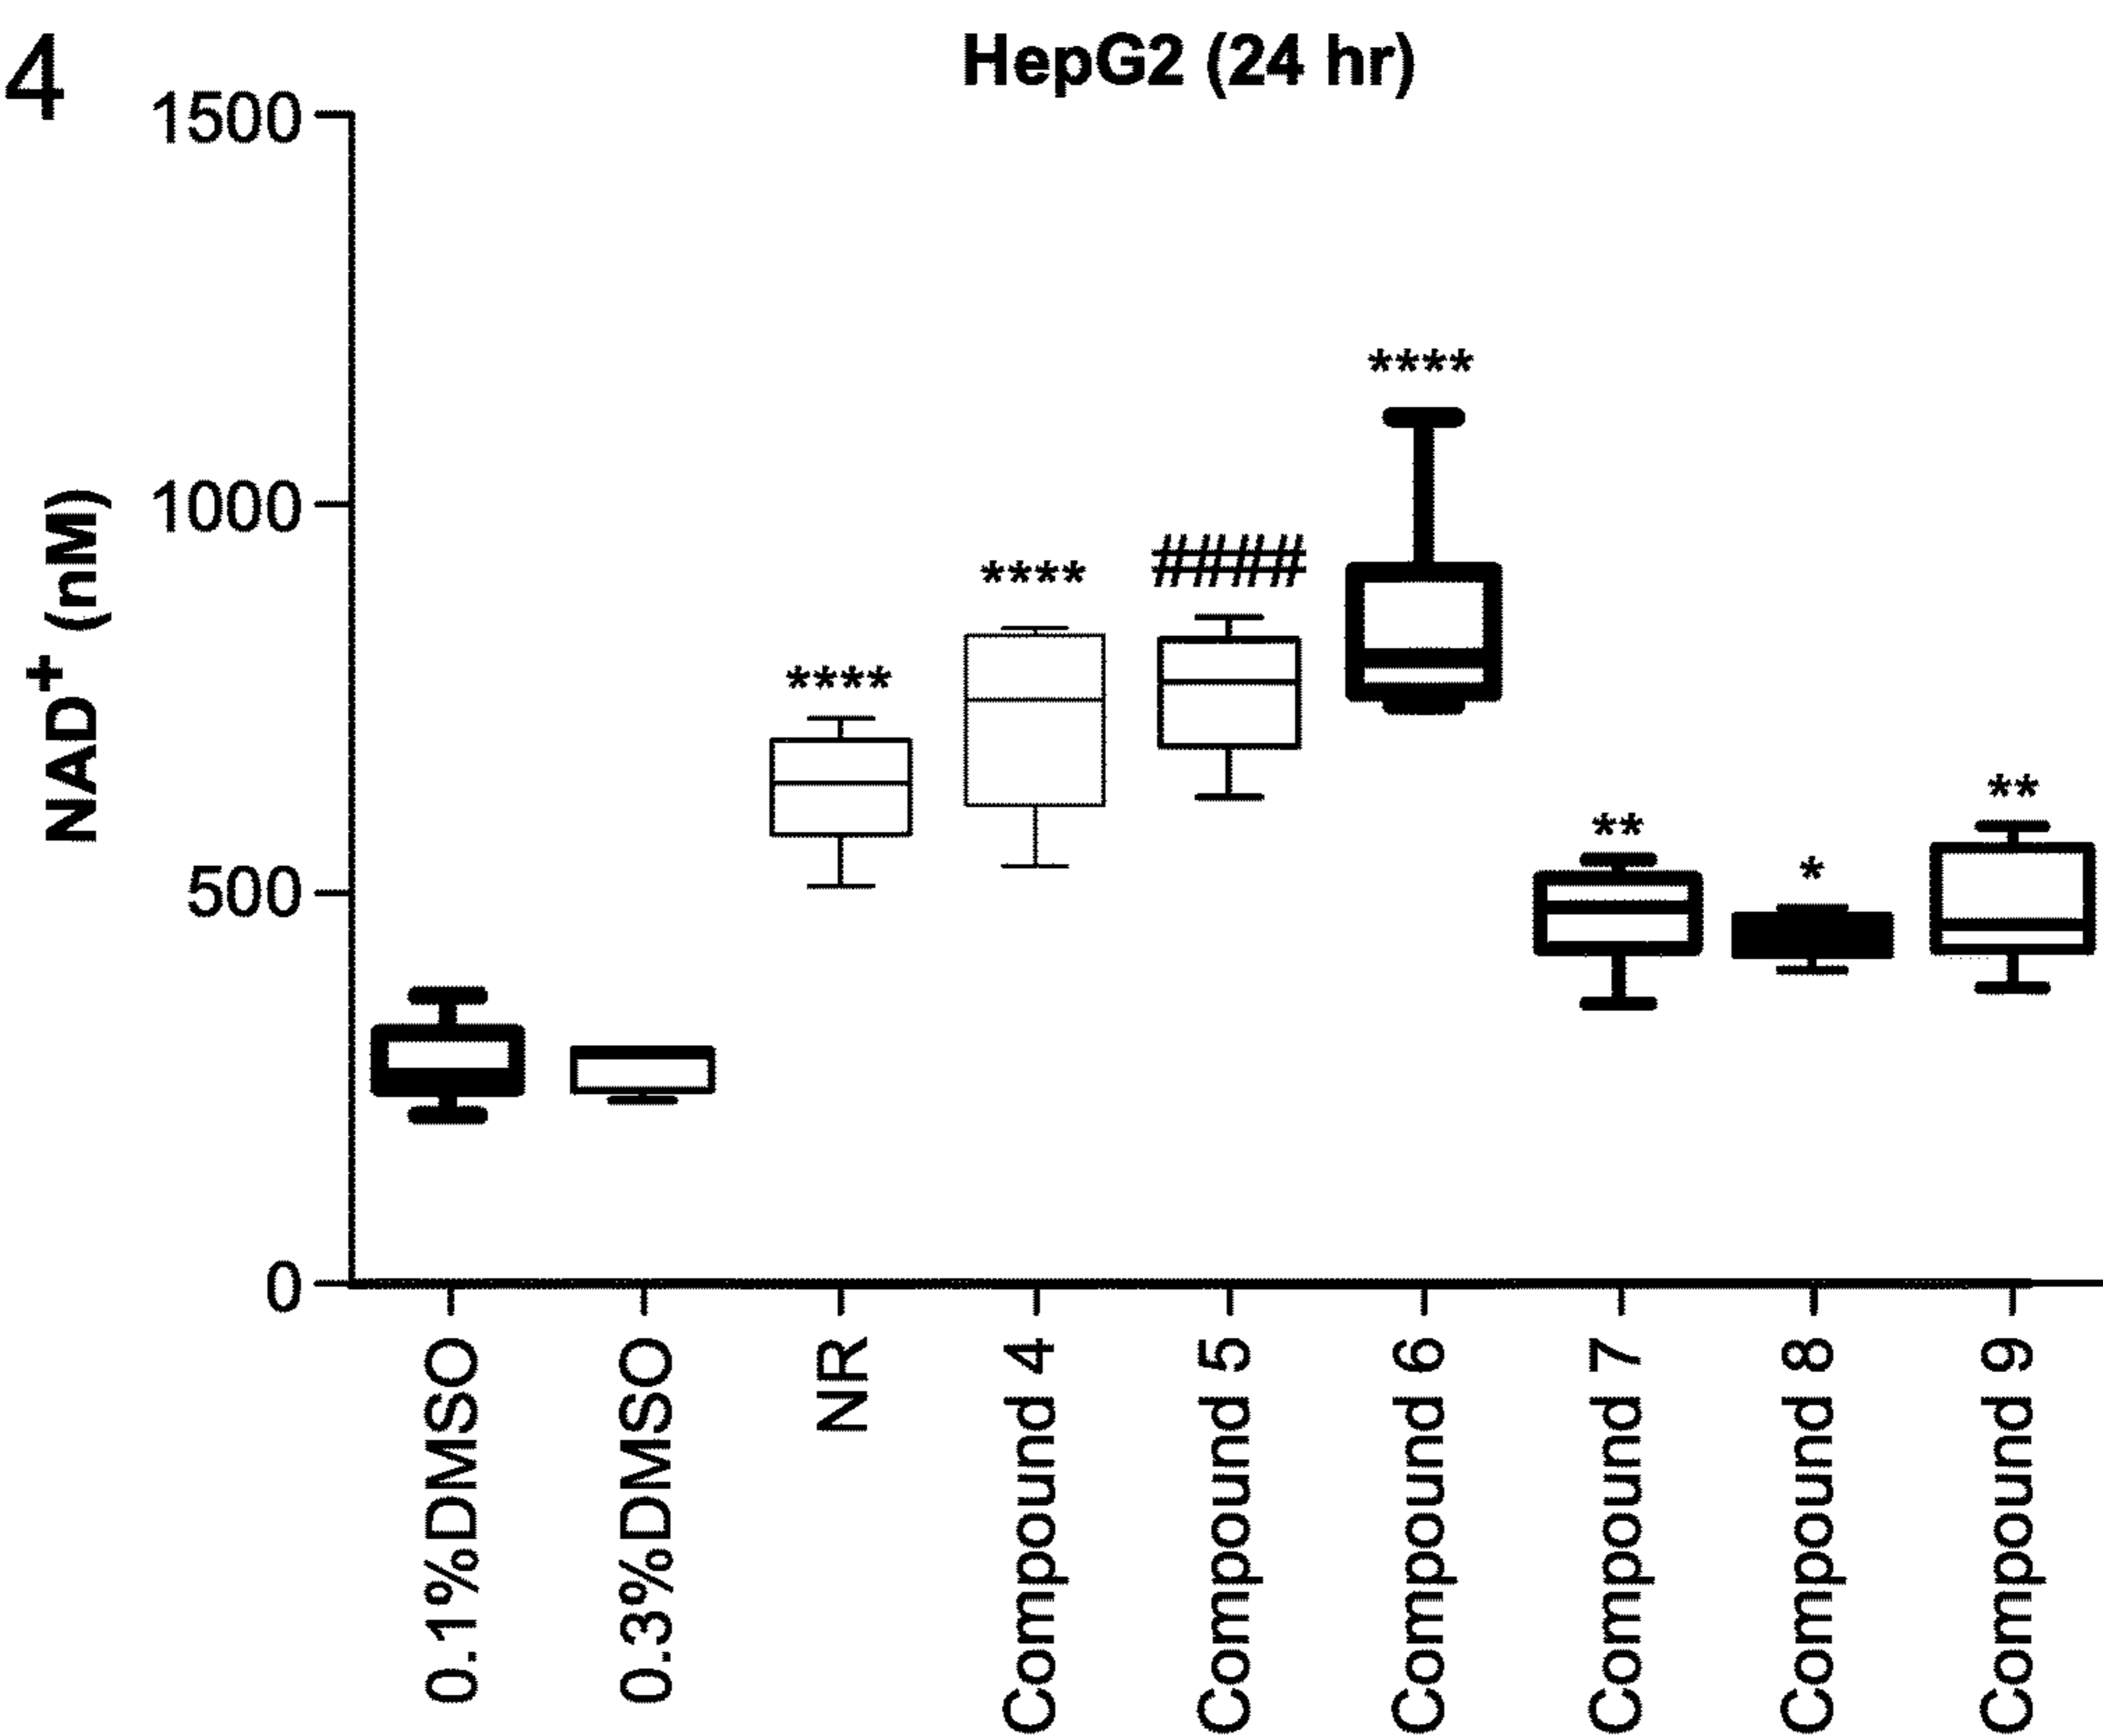 4
HepG2 (24 hr)
NAD+ (nM)
1500
1000
500
0
****
****
####
****
**
*
**
0.1%DMSO
0.3%DMSO
NR
Compound 4
Compound 5
Compound 6
Compound 7
Compound 8
Compound 9